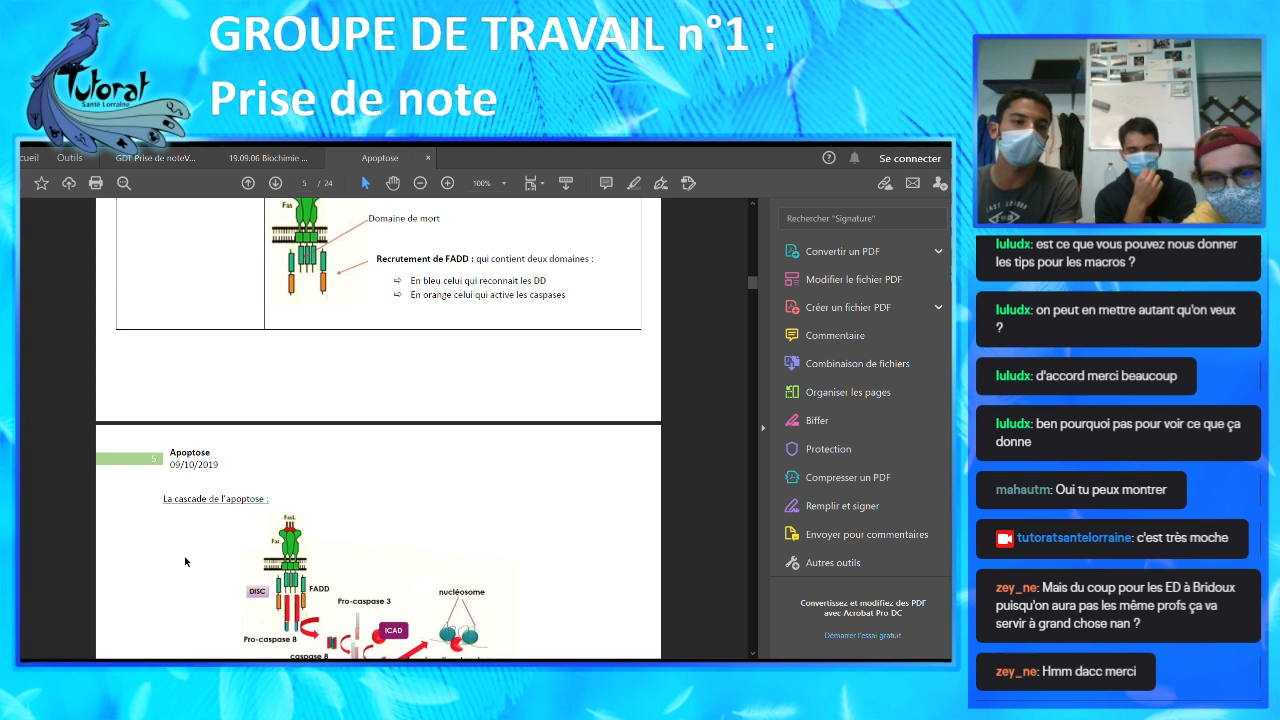 GROUPE DE TRAVAIL n°1 :
Prise de note
Tutorat
Santé Lorraine
cueil
Outils
GDT Prise de noteV...
19.09.06 Biochimie ...
Apoptose
×
Se connecter
5 / 24
100%
Fas
Domaine de mort
Recrutement de FADD : qui contient deux domaines :
⇨ En bleu celui qui reconnait les DD
⇨ En orange celui qui active les caspases
5
Apoptose
09/10/2019
La cascade de l'apoptose :
FasL
Fas
DISC
FADD
Pro-caspase 3
nucléosome
ICAD
Pro-caspase 8
caspase 8
Rechercher "Signature"
Convertir un PDF
Modifier le fichier PDF
Créer un fichier PDF
Commentaire
Combinaison de fichiers
Organiser les pages
Biffer
Protection
Compresser un PDF
Remplir et signer
Envoyer pour commentaires
Autres outils
Convertissez et modifiez des PDF
avec Acrobat Pro DC
Démarrer l'essai gratuit
luludx: est ce que vous pouvez nous donner
les tips pour les macros ?
luludx: on peut en mettre autant qu'on veux
?
luludx: d'accord merci beaucoup
luludx: ben pourquoi pas pour voir ce que ça
donne
mahautm: Oui tu peux montrer
tutoratsantelorraine: c'est très moche
zey_ne: Mais du coup pour les ED à Bridoux
puisqu'on aura pas les même profs ça va
servir à grand chose nan ?
zey_ne: Hmm dacc merci